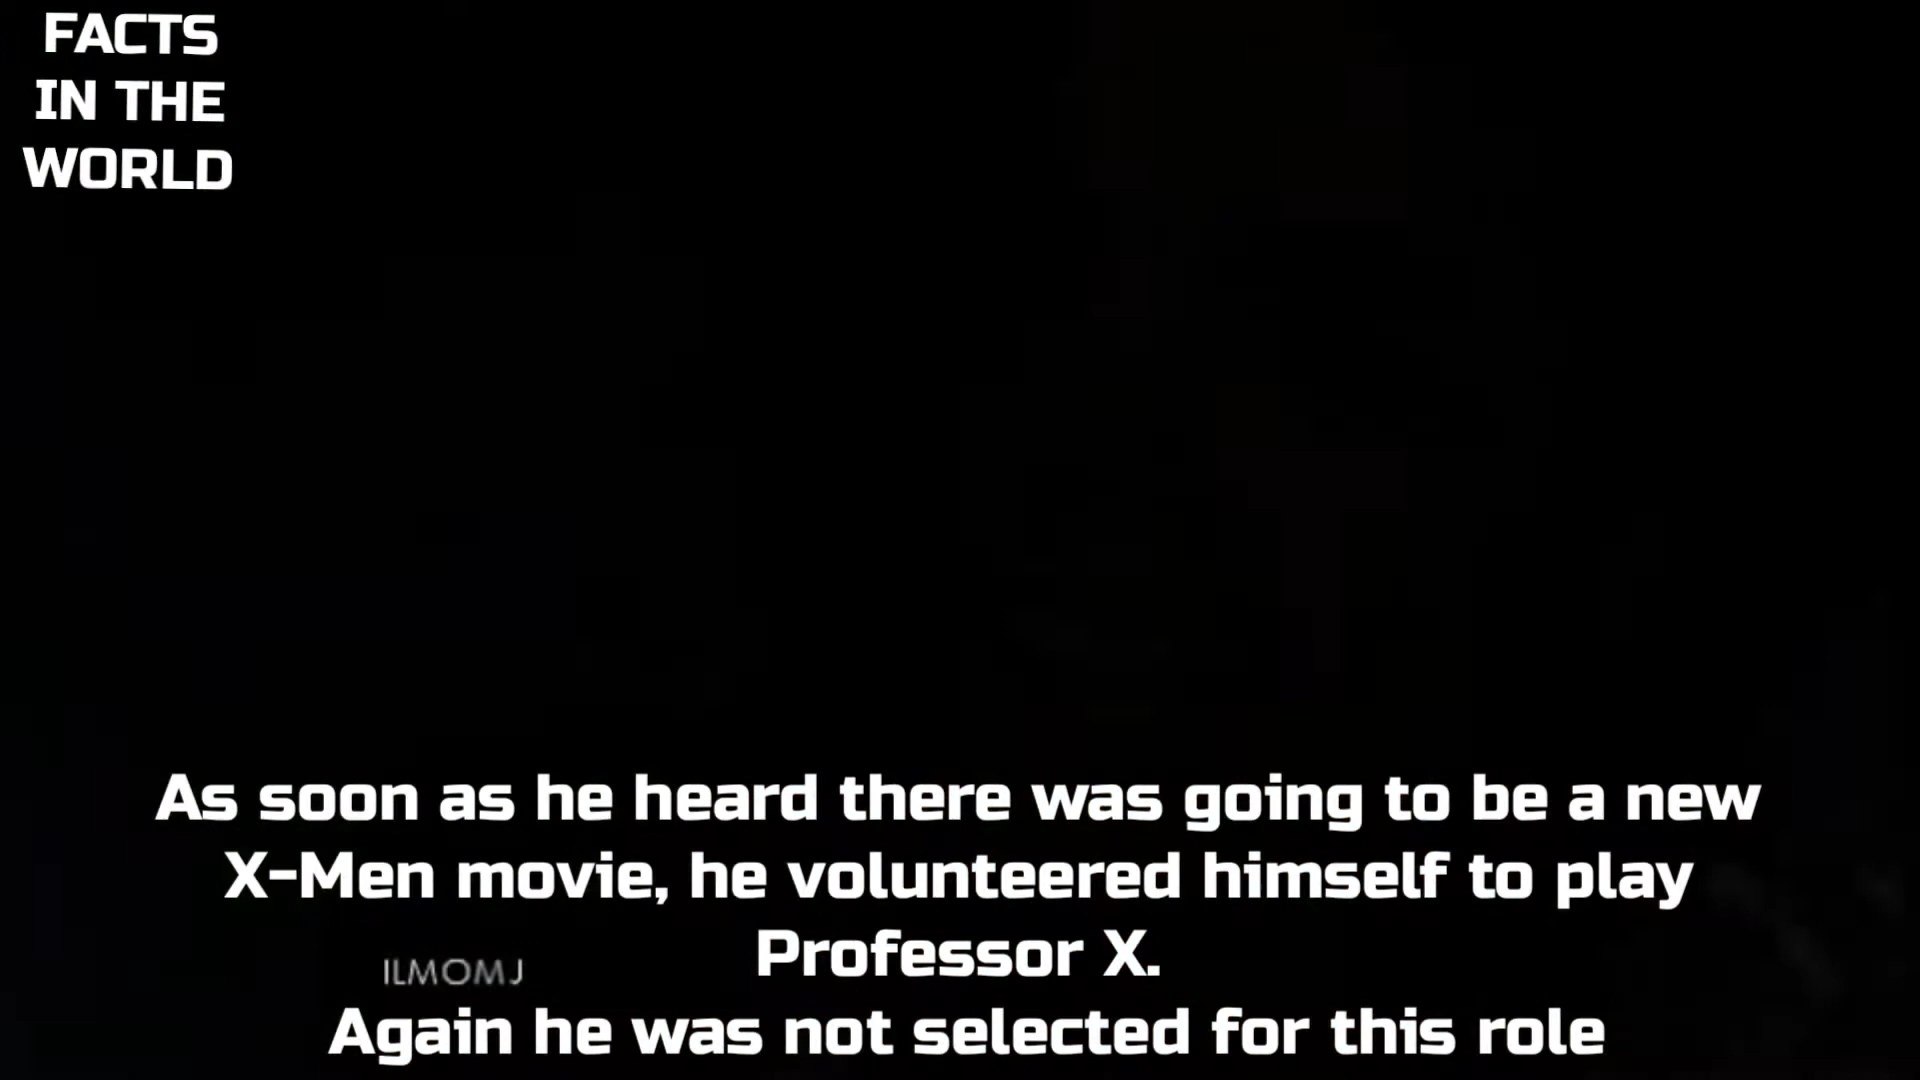 FACTS
IN THE
WORLD
As soon as he heard there was going to be a new
X-Men movie, he volunteered himself to play
Professor X.
ILMOMJ
Again he was not selected for this role